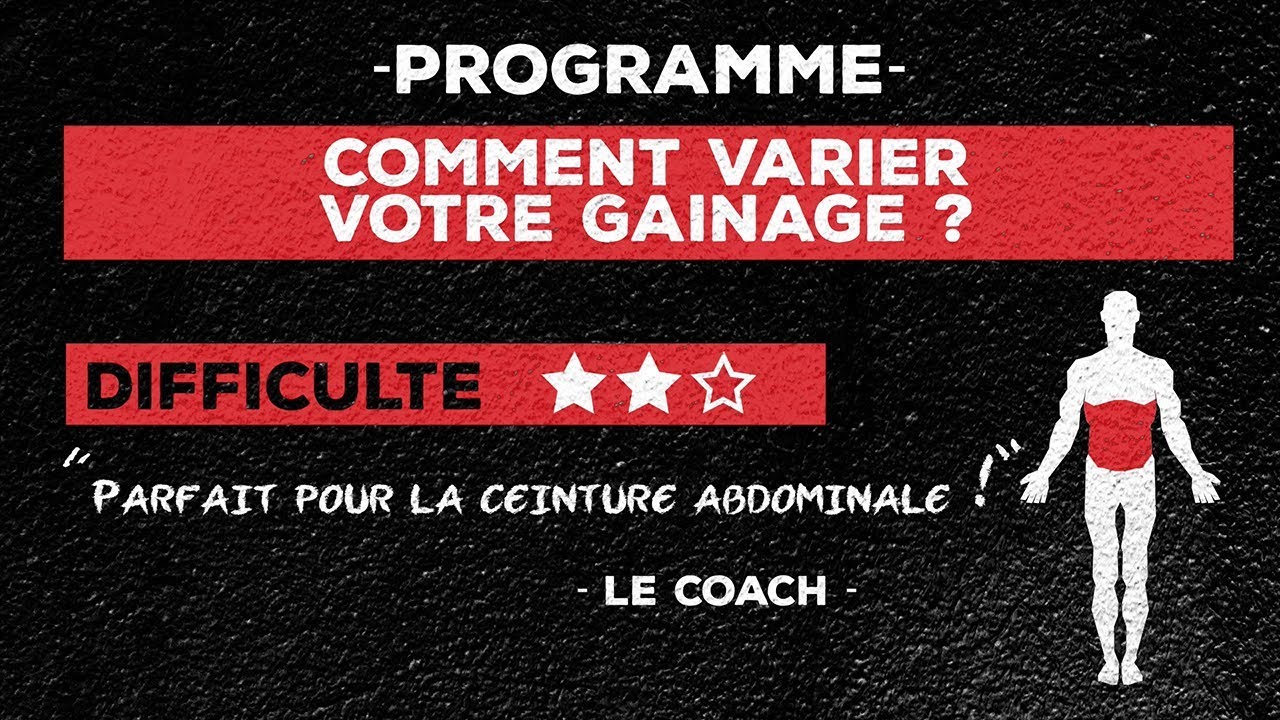 -PROGRAMME-
COMMENT VARIER
VOTRE GAINAGE ?
DIFFICULTE
"PARFAIT POUR LA CEINTURE ABDOMINALE !"
- LE COACH -